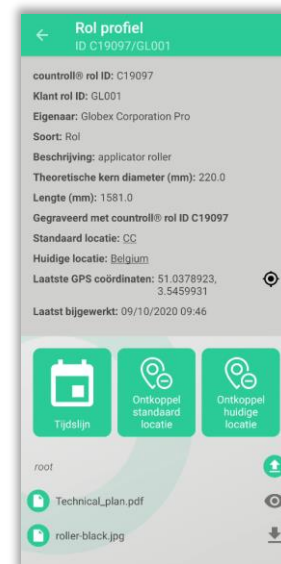 Rol profiel
ID C19097/GL001
countroll® rol ID: C19097
Klant rol ID: GL001
Eigenaar: Globex Corporation Pro
Soort: Rol
Beschrijving: applicator roller
Theoretische kern diameter (mm): 220.0
Lengte (mm): 1581.0
Gegraveerd met countroll® rol ID C19097
Standaard locatie: CC
Huidige locatie: Belgium
Laatste GPS coördinaten: 51.0378923,
3.5459931
Laatst bijgewerkt: 09/10/2020 09:46
Tijdslijn
Ontkoppel
standaard
locatie
Ontkoppel
huidige
locatie
root
Technical_plan.pdf
roller-black.jpg